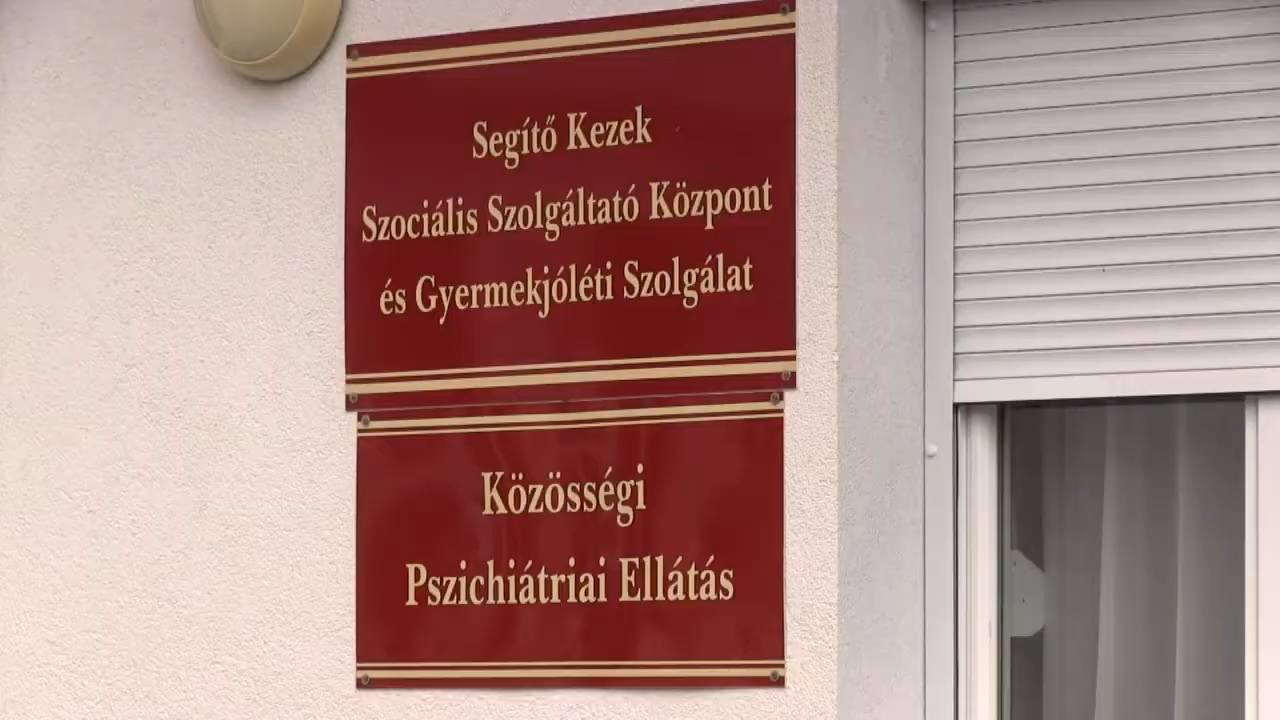 Segítő Kezek
Szociális Szolgáltató Központ
és Gyermekjóléti Szolgálat
Közösségi
Pszichiátriai Ellátás